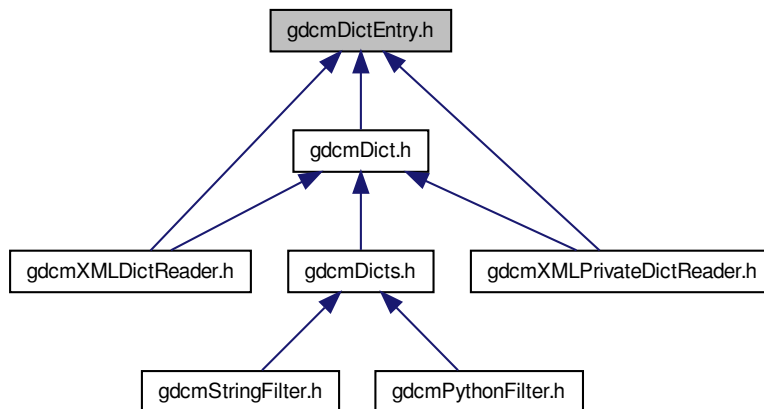 gdcmDictEntry.h
gdcmDict.h
gdcmXMLDictReader.h
gdcmDicts.h
gdcmXMLPrivateDictReader.h
gdcmStringFilter.h
gdcmPythonFilter.h